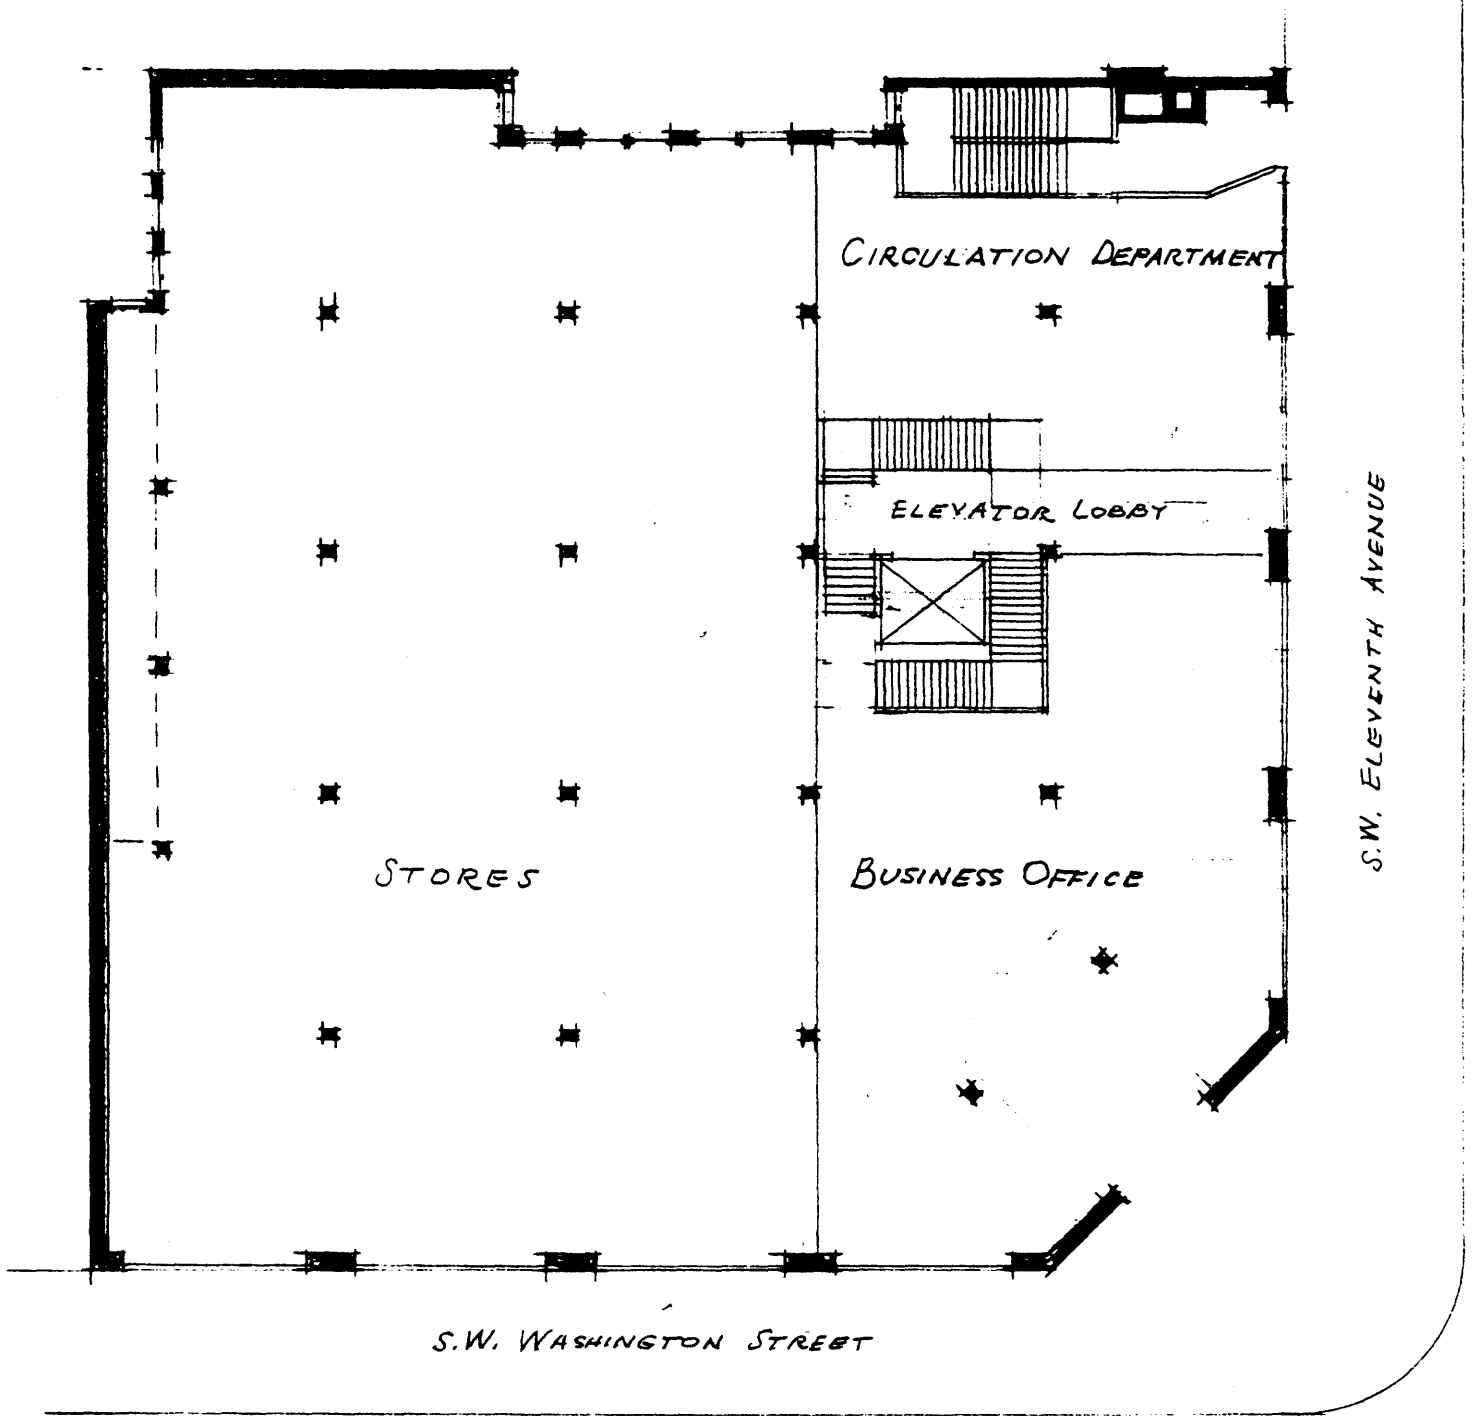 CIRCULATION DEPARTMENT
ELEVATOR LOBBY
S.W. ELEVENTH AVENUE
STORES
BUSINESS OFFICE
S.W. WASHINGTON STREET